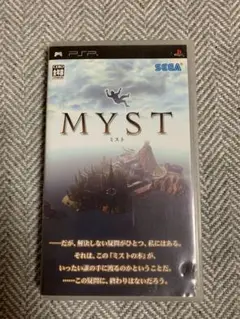 PSP
SEGA
MYST
ミスト
──だが、解決しない疑問がひとつ、私にはある。
それは、この「ミストの本」が、
いったい誰の手に渡るのかということだ。
……この疑問に、終わりはないだろう。